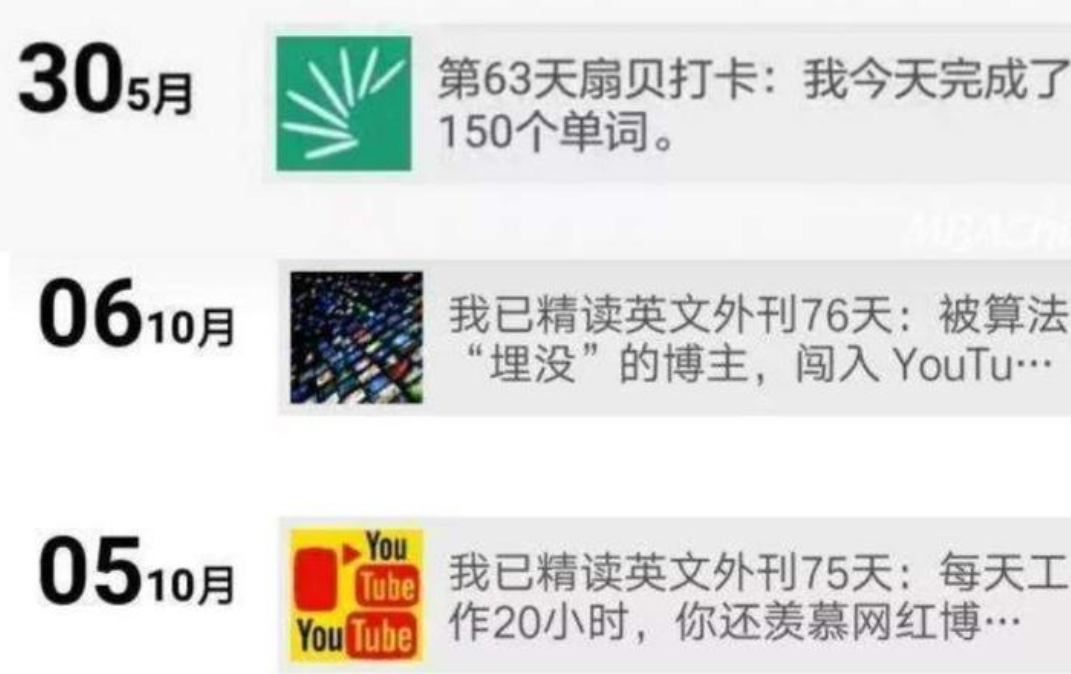 30 5月
第63天扇贝打卡：我今天完成了
150个单词。
06 10月
我已精读英文外刊76天：被算法
“埋没”的博主，闯入 YouTu…
05 10月
You
Tube
You Tube
我已精读英文外刊75天：每天工
作20小时，你还羡慕网红博…